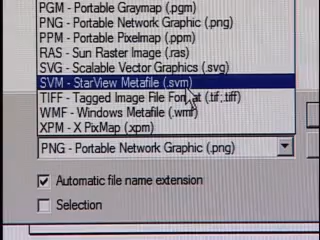 PGM - Portable Graymap (.pgm)
PNG - Portable Network Graphic (.png)
PPM - Portable Pixelmap (.ppm)
RAS - Sun Raster Image (.ras)
SVG - Scalable Vector Graphics (.svg)
SVM - StarView Metafile (.svm)
TIFF - Tagged Image File Format (.tif;.tiff)
WMF - Windows Metafile (.wmf)
XPM - X PixMap (.xpm)
PNG - Portable Network Graphic (.png)
Automatic file name extension
Selection